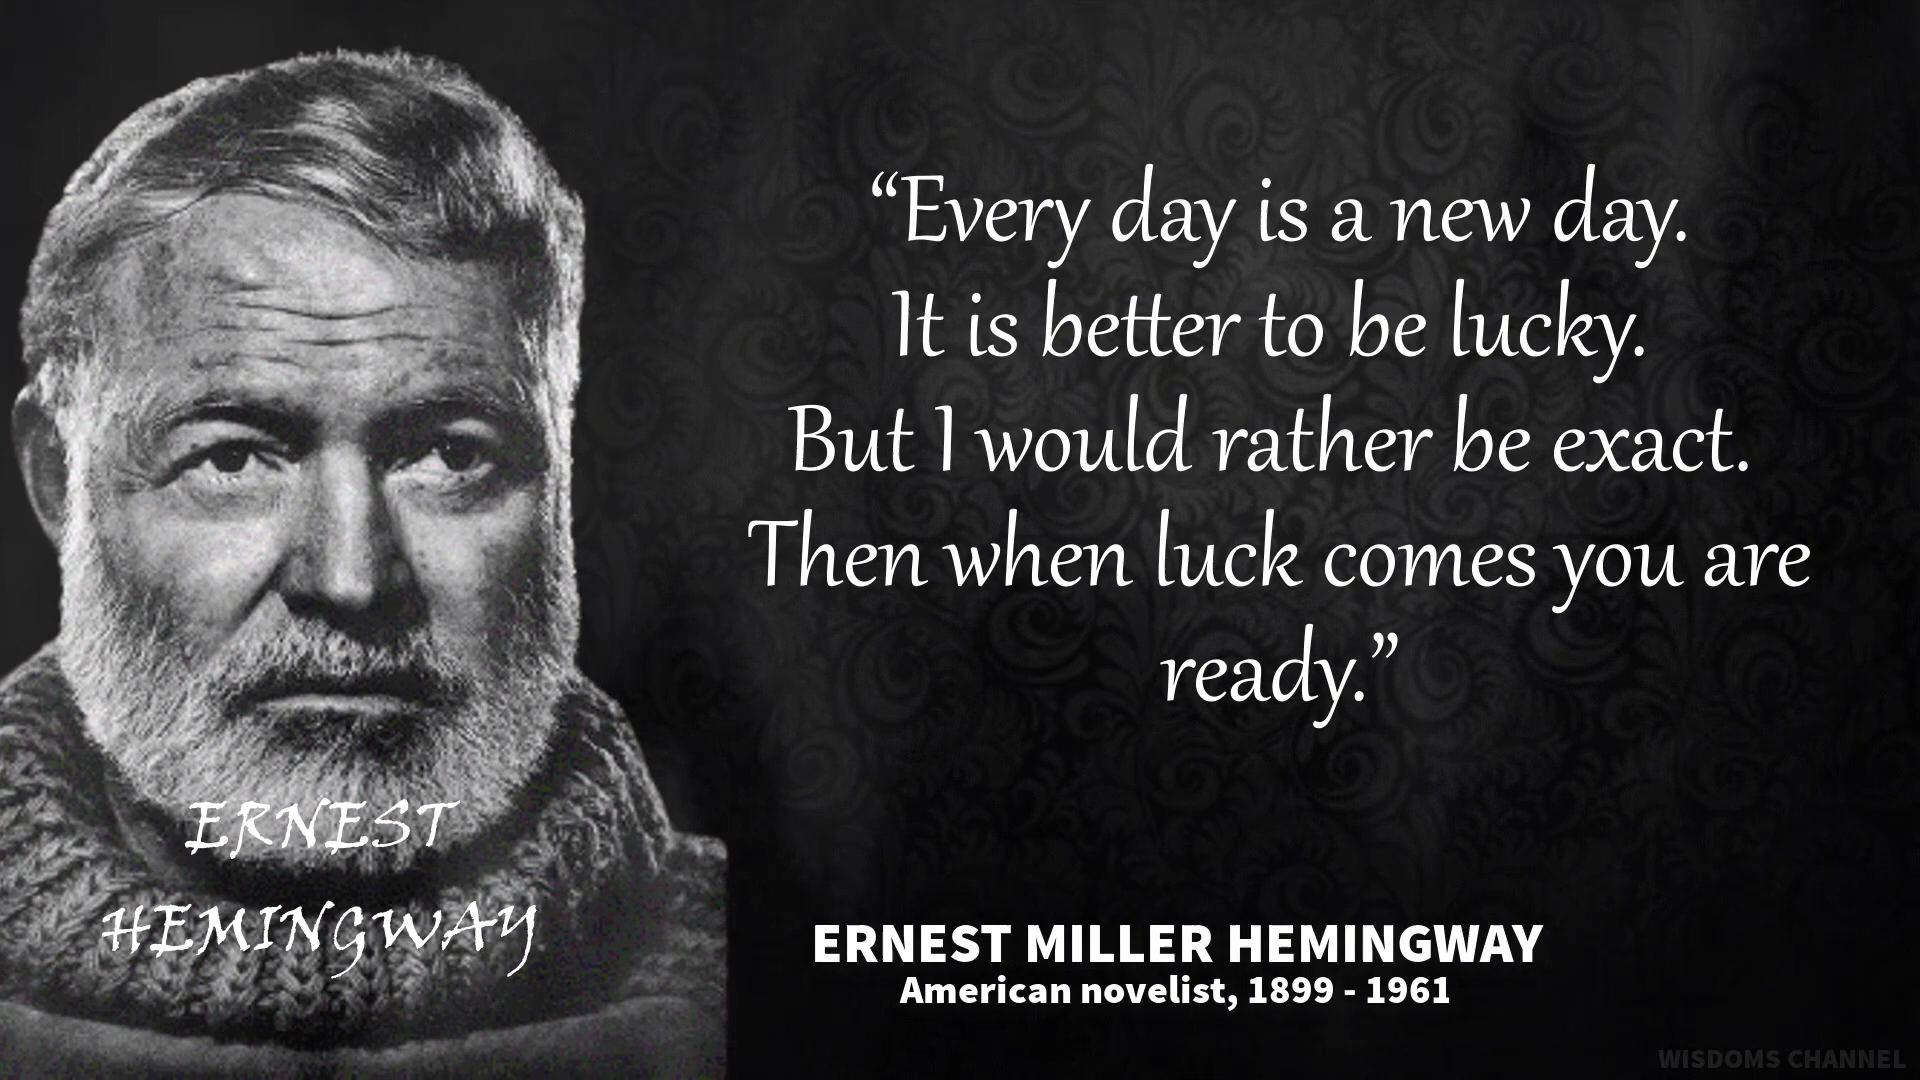 “Every day is a new day.
It is better to be lucky.
But I would rather be exact.
Then when luck comes you are
ready.”
ERNEST
HEMINGWAY
ERNEST MILLER HEMINGWAY
American novelist, 1899 - 1961
WISDOMS CHANNEL